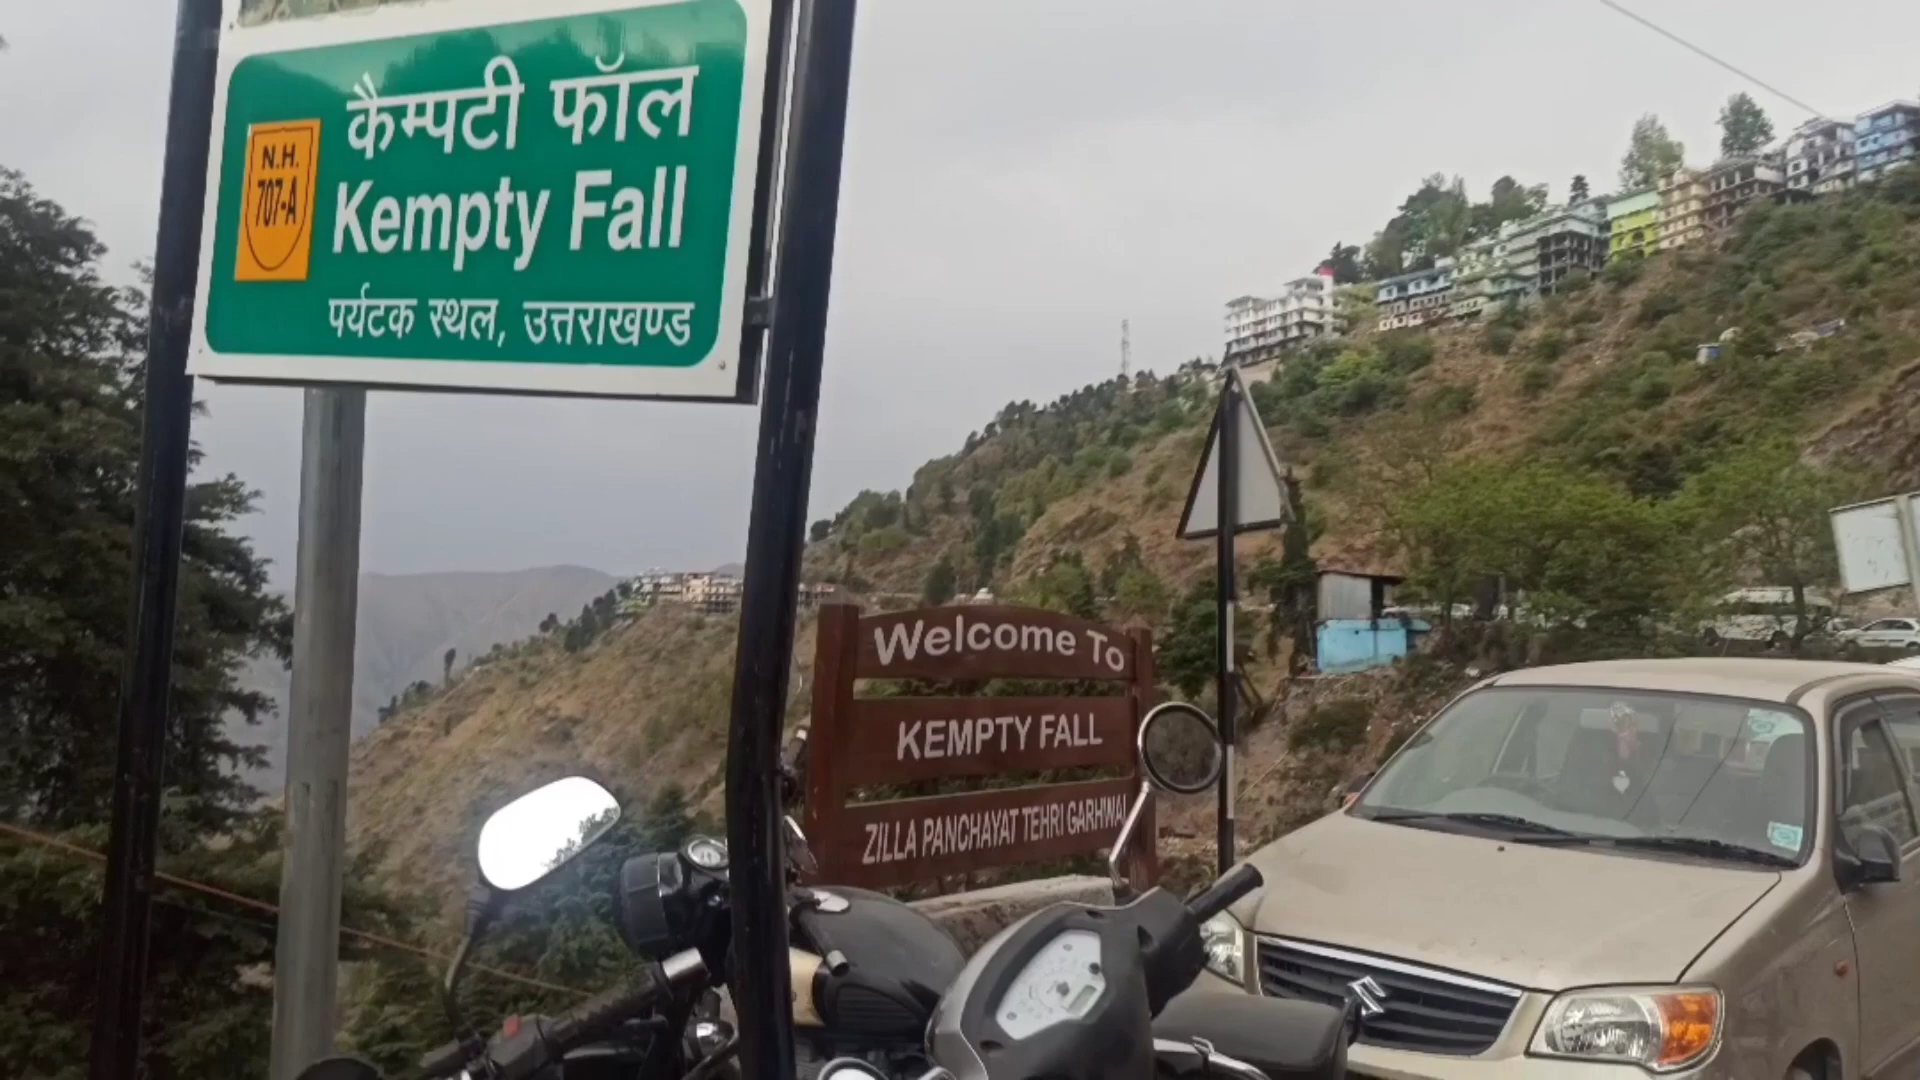 N.H.
707-A
कैम्पटी फॉल
Kempty Fall
पर्यटक स्थल, उत्तराखण्ड
Welcome To
KEMPTY FALL
ZILLA PANCHAYAT TEHRI GARHWAL